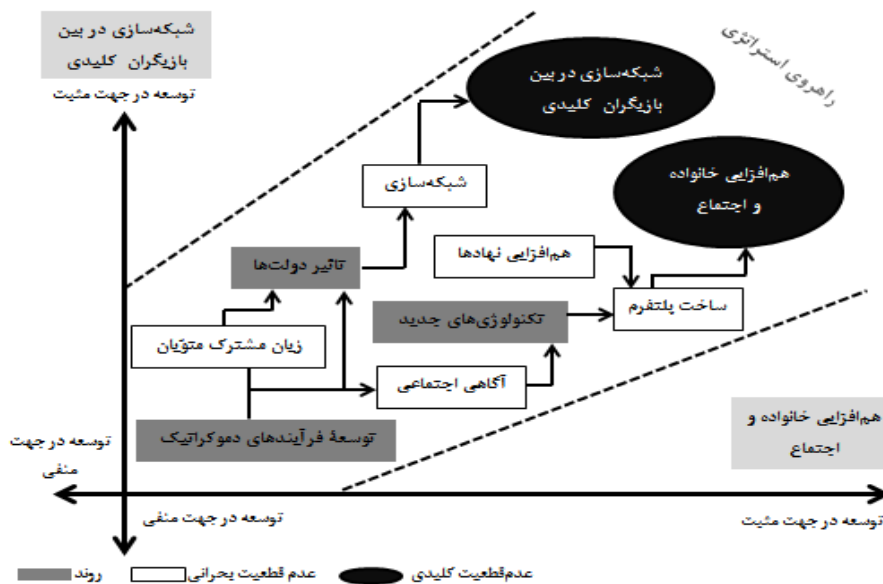 شبکه‌سازی در بین
بازیگران کلیدی
توسعه در جهت مثبت
راهروی استراتژی
شبکه‌سازی در بین
بازیگران کلیدی
شبکه‌سازی
هم‌افزایی خانواده
و اجتماع
تاثیر دولت‌ها
هم‌افزایی نهادها
تکنولوژی‌های جدید
ساخت پلتفرم
زبان مشترک متولیان
آگاهی اجتماعی
توسعهٔ فرآیندهای دموکراتیک
هم‌افزایی خانواده و
اجتماع
توسعه در جهت
منفی
توسعه در جهت منفی
توسعه در جهت مثبت
عدم‌قطعیت کلیدی
عدم قطعیت بحرانی
روند